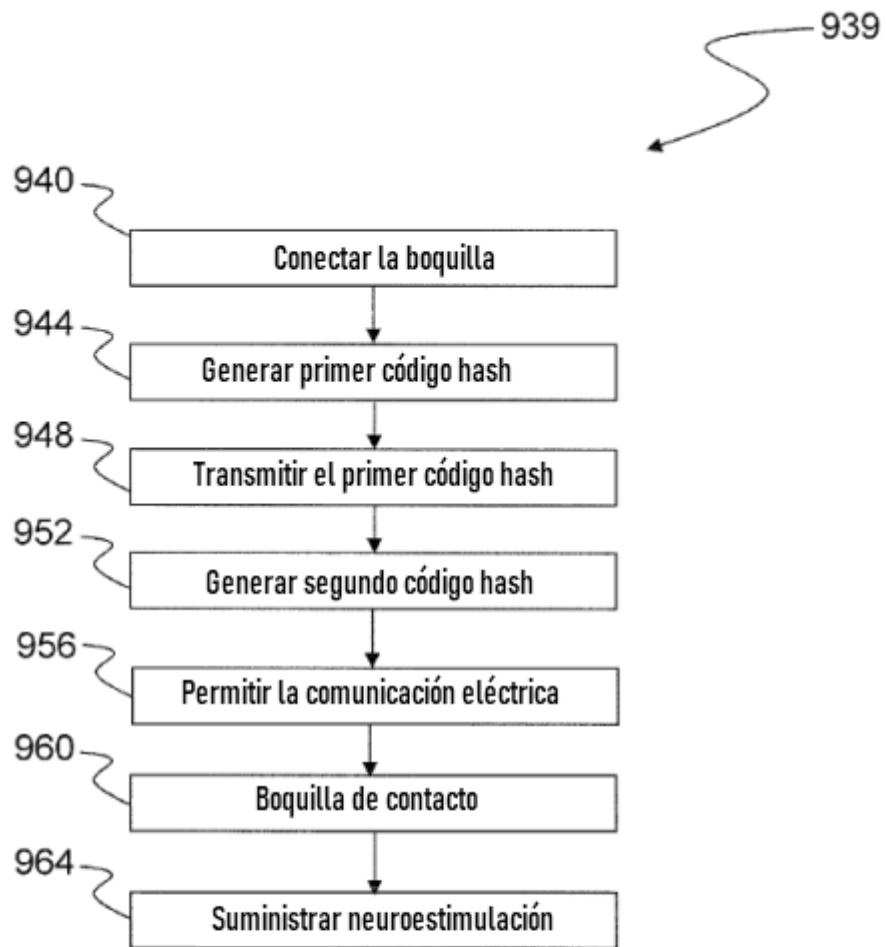 939
940
Conectar la boquilla
944
Generar primer código hash
948
Transmitir el primer código hash
952
Generar segundo código hash
956
Permitir la comunicación eléctrica
960
Boquilla de contacto
964
Suministrar neuroestimulación